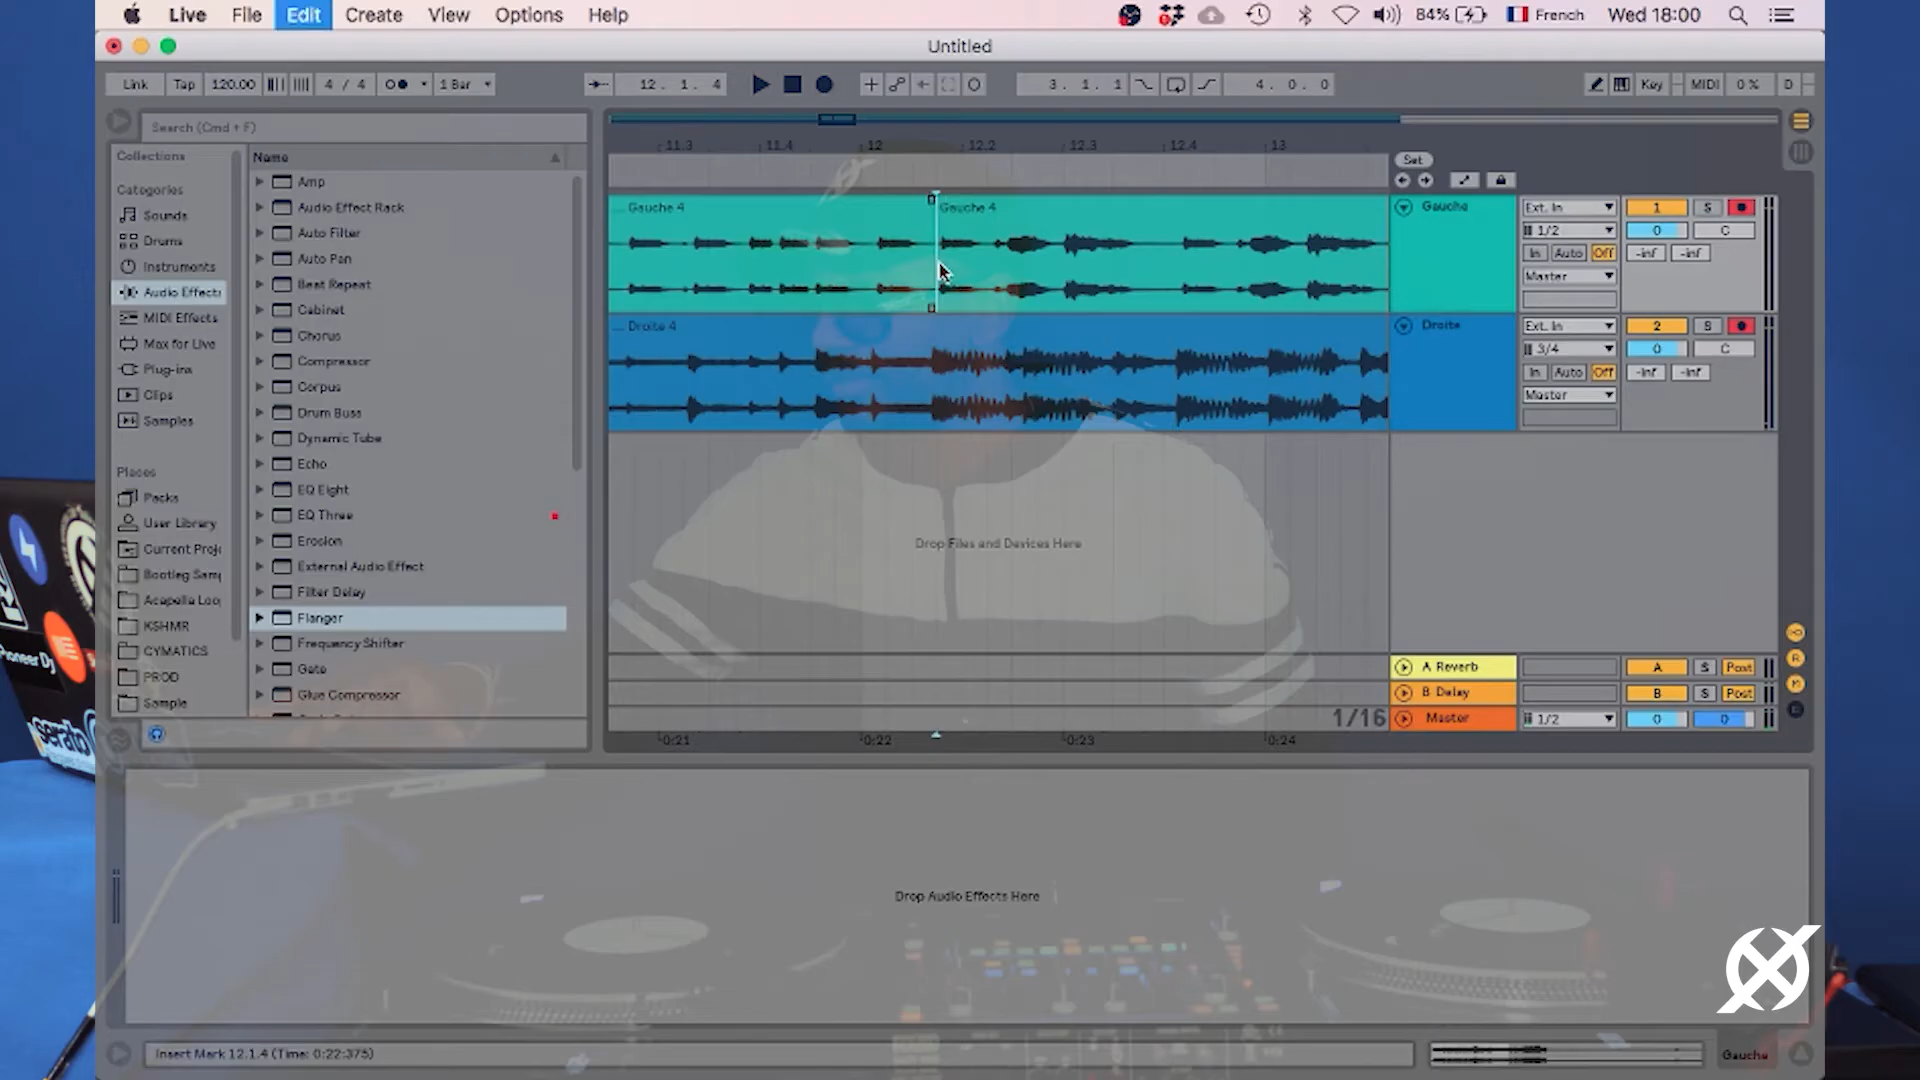 Live File Edit Create View Options Help
84% French Wed 18:00
Untitled
Link Tap 120.00 4 / 4 1 Bar 12. 1. 4 3. 1. 1 4. 0. 0 Key MIDI 0% D
Search (Cmd + F)
Collections
Categories
Sounds
Drums
Instruments
Audio Effects
MIDI Effects
Max for Live
Plug-ins
Clips
Samples
Places
Packs
User Library
Current Proje
Bootleg Samp
Acapella Loo
KSHMR
CYMATICS
PROD
Sample
Name
Amp
Audio Effect Rack
Auto Filter
Auto Pan
Beat Repeat
Cabinet
Chorus
Compressor
Corpus
Drum Buss
Dynamic Tube
Echo
EQ Eight
EQ Three
Erosion
External Audio Effect
Filter Delay
Flanger
Frequency Shifter
Gate
Glue Compressor
11.3 11.4 12 12.2 12.3 12.4 13
Set
... Gauche 4 Gauche 4
Gauche
Ext. In 1 S
1/2 0 C
In Auto Off -inf -inf
Master
... Droite 4
Droite
Ext. In 2 S
3/4 0 C
In Auto Off -inf -inf
Master
Drop Files and Devices Here
A Reverb A S Post
B Delay B S Post
1/16 Master 1/2 0 0
0:21 0:22 0:23 0:24
Drop Audio Effects Here
Insert Mark 12.1.4 (Time: 0:22:375)
Gauche
Pioneer Dj
serato